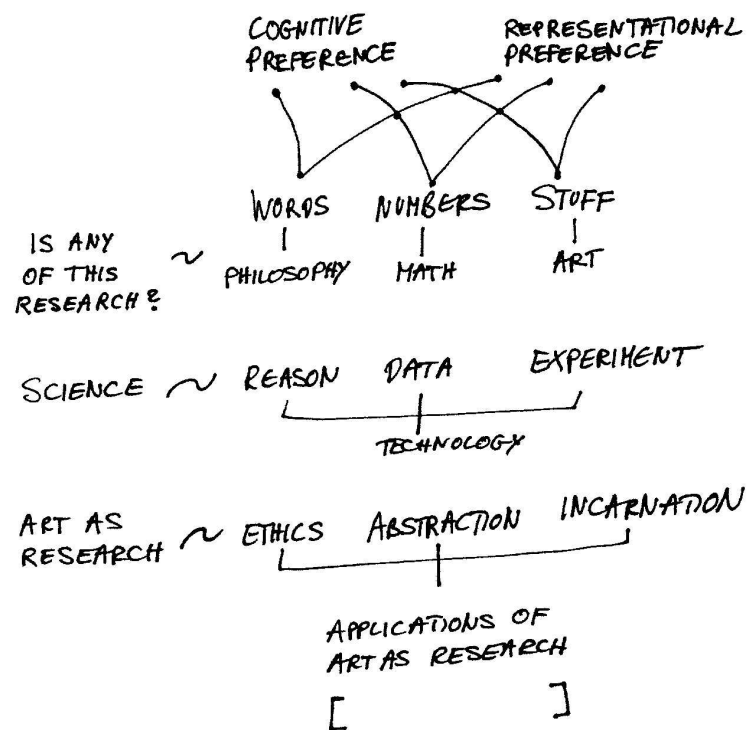 COGNITIVE PREFERENCE
REPRESENTATIONAL PREFERENCE
WORDS NUMBERS STUFF
IS ANY OF THIS RESEARCH? ~ PHILOSOPHY MATH ART
SCIENCE ~ REASON DATA EXPERIMENT
TECHNOLOGY
ART AS RESEARCH ~ ETHICS ABSTRACTION INCARNATION
APPLICATIONS OF
ART AS RESEARCH
[ ]